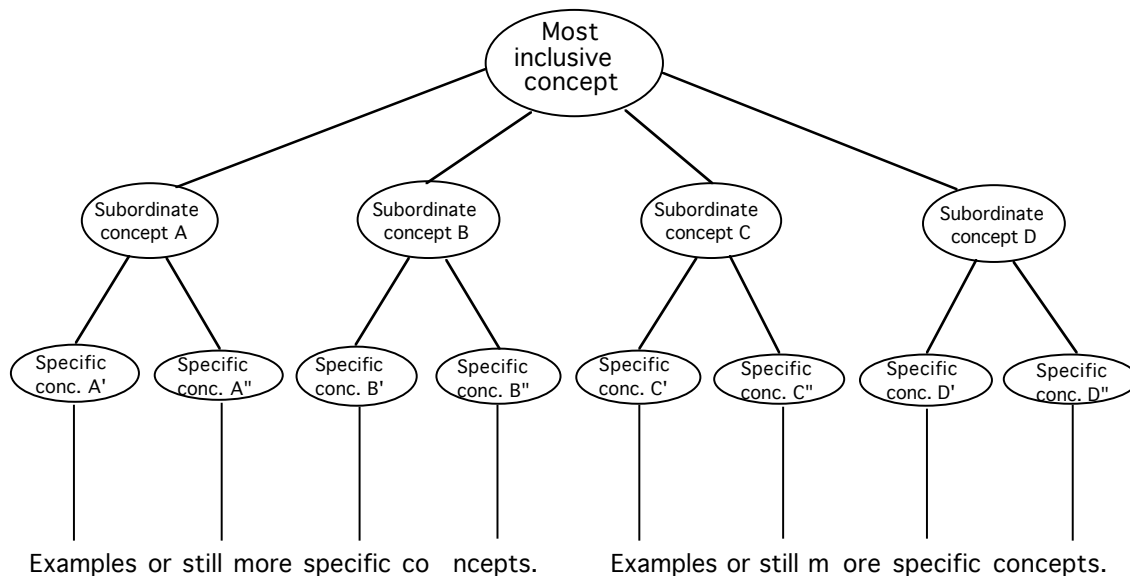 Most
inclusive
concept
Subordinate
concept A
Subordinate
concept B
Subordinate
concept C
Subordinate
concept D
Specific
conc. A'
Specific
conc. A"
Specific
conc. B'
Specific
conc. B"
Specific
conc. C'
Specific
conc. C"
Specific
conc. D'
Specific
conc. D"
Examples or still more specific co ncepts.
Examples or still m ore specific concepts.